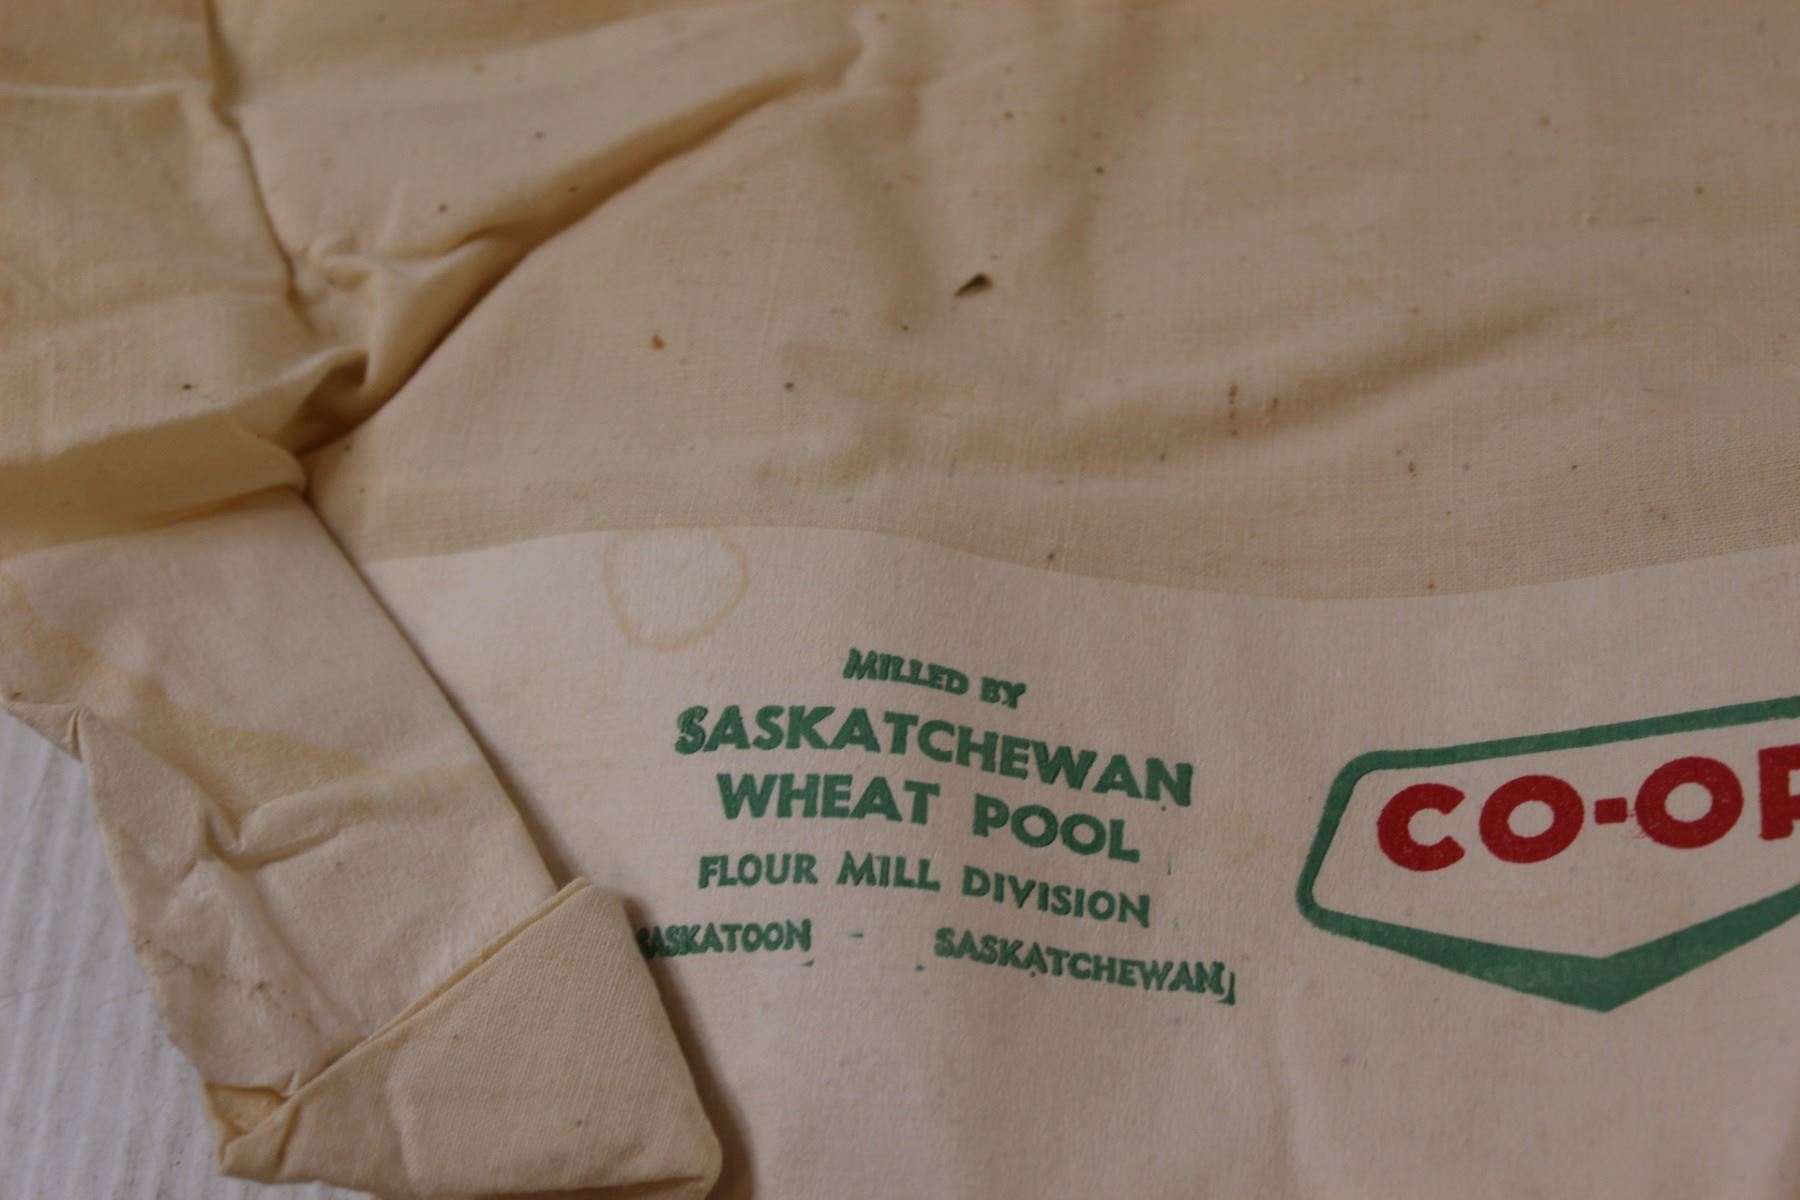 MILLED BY
SASKATCHEWAN
WHEAT POOL
FLOUR MILL DIVISION
SASKATOON - SASKATCHEWAN
CO-OP